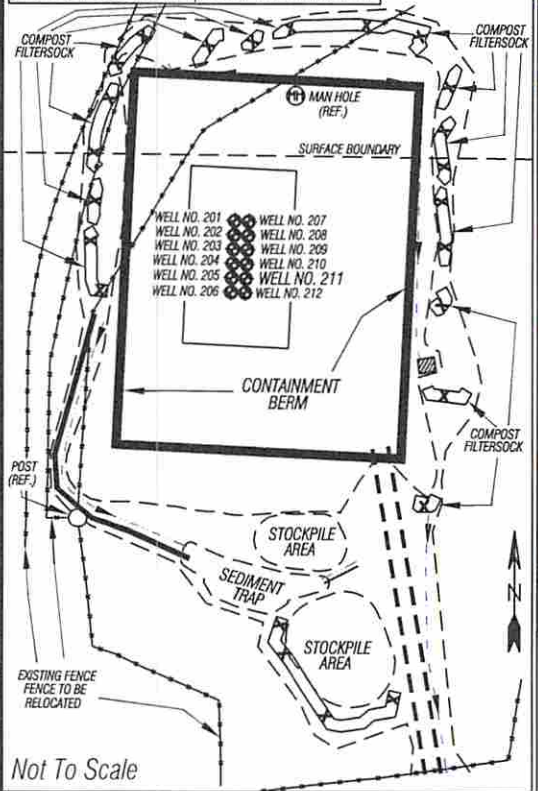 COMPOST
FILTERSOCK
COMPOST
FILTERSOCK
MAN HOLE
(REF.)
SURFACE BOUNDARY
WELL NO. 201
WELL NO. 207
WELL NO. 202
WELL NO. 208
WELL NO. 203
WELL NO. 209
WELL NO. 204
WELL NO. 210
WELL NO. 205
WELL NO. 211
WELL NO. 206
WELL NO. 212
CONTAINMENT
BERM
COMPOST
FILTERSOCK
POST
(REF.)
STOCKPILE
AREA
SEDIMENT
TRAP
STOCKPILE
AREA
N
EXISTING FENCE
FENCE TO BE
RELOCATED
Not To Scale